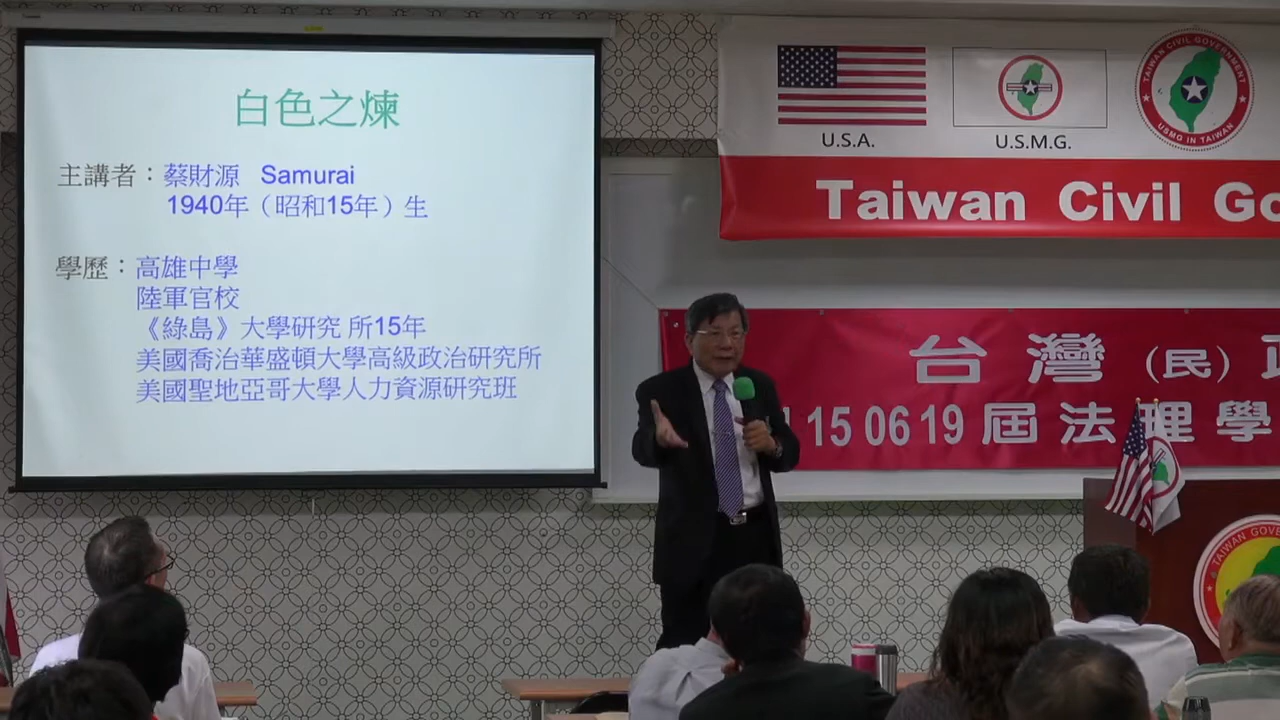 白色之煉
主講者：蔡財源 Samurai
1940年（昭和15年）生
學歷：高雄中學
陸軍官校
《綠島》大學研究 所15年
美國喬治華盛頓大學高級政治研究所
美國聖地亞哥大學人力資源研究班
U.S.A.
U.S.M.G.
TAIWAN CIVIL GOVERNMENT
USMG IN TAIWAN
Taiwan Civil Go
台灣（民）政
15 06 19 屆法理學
TAIWAN GOVE